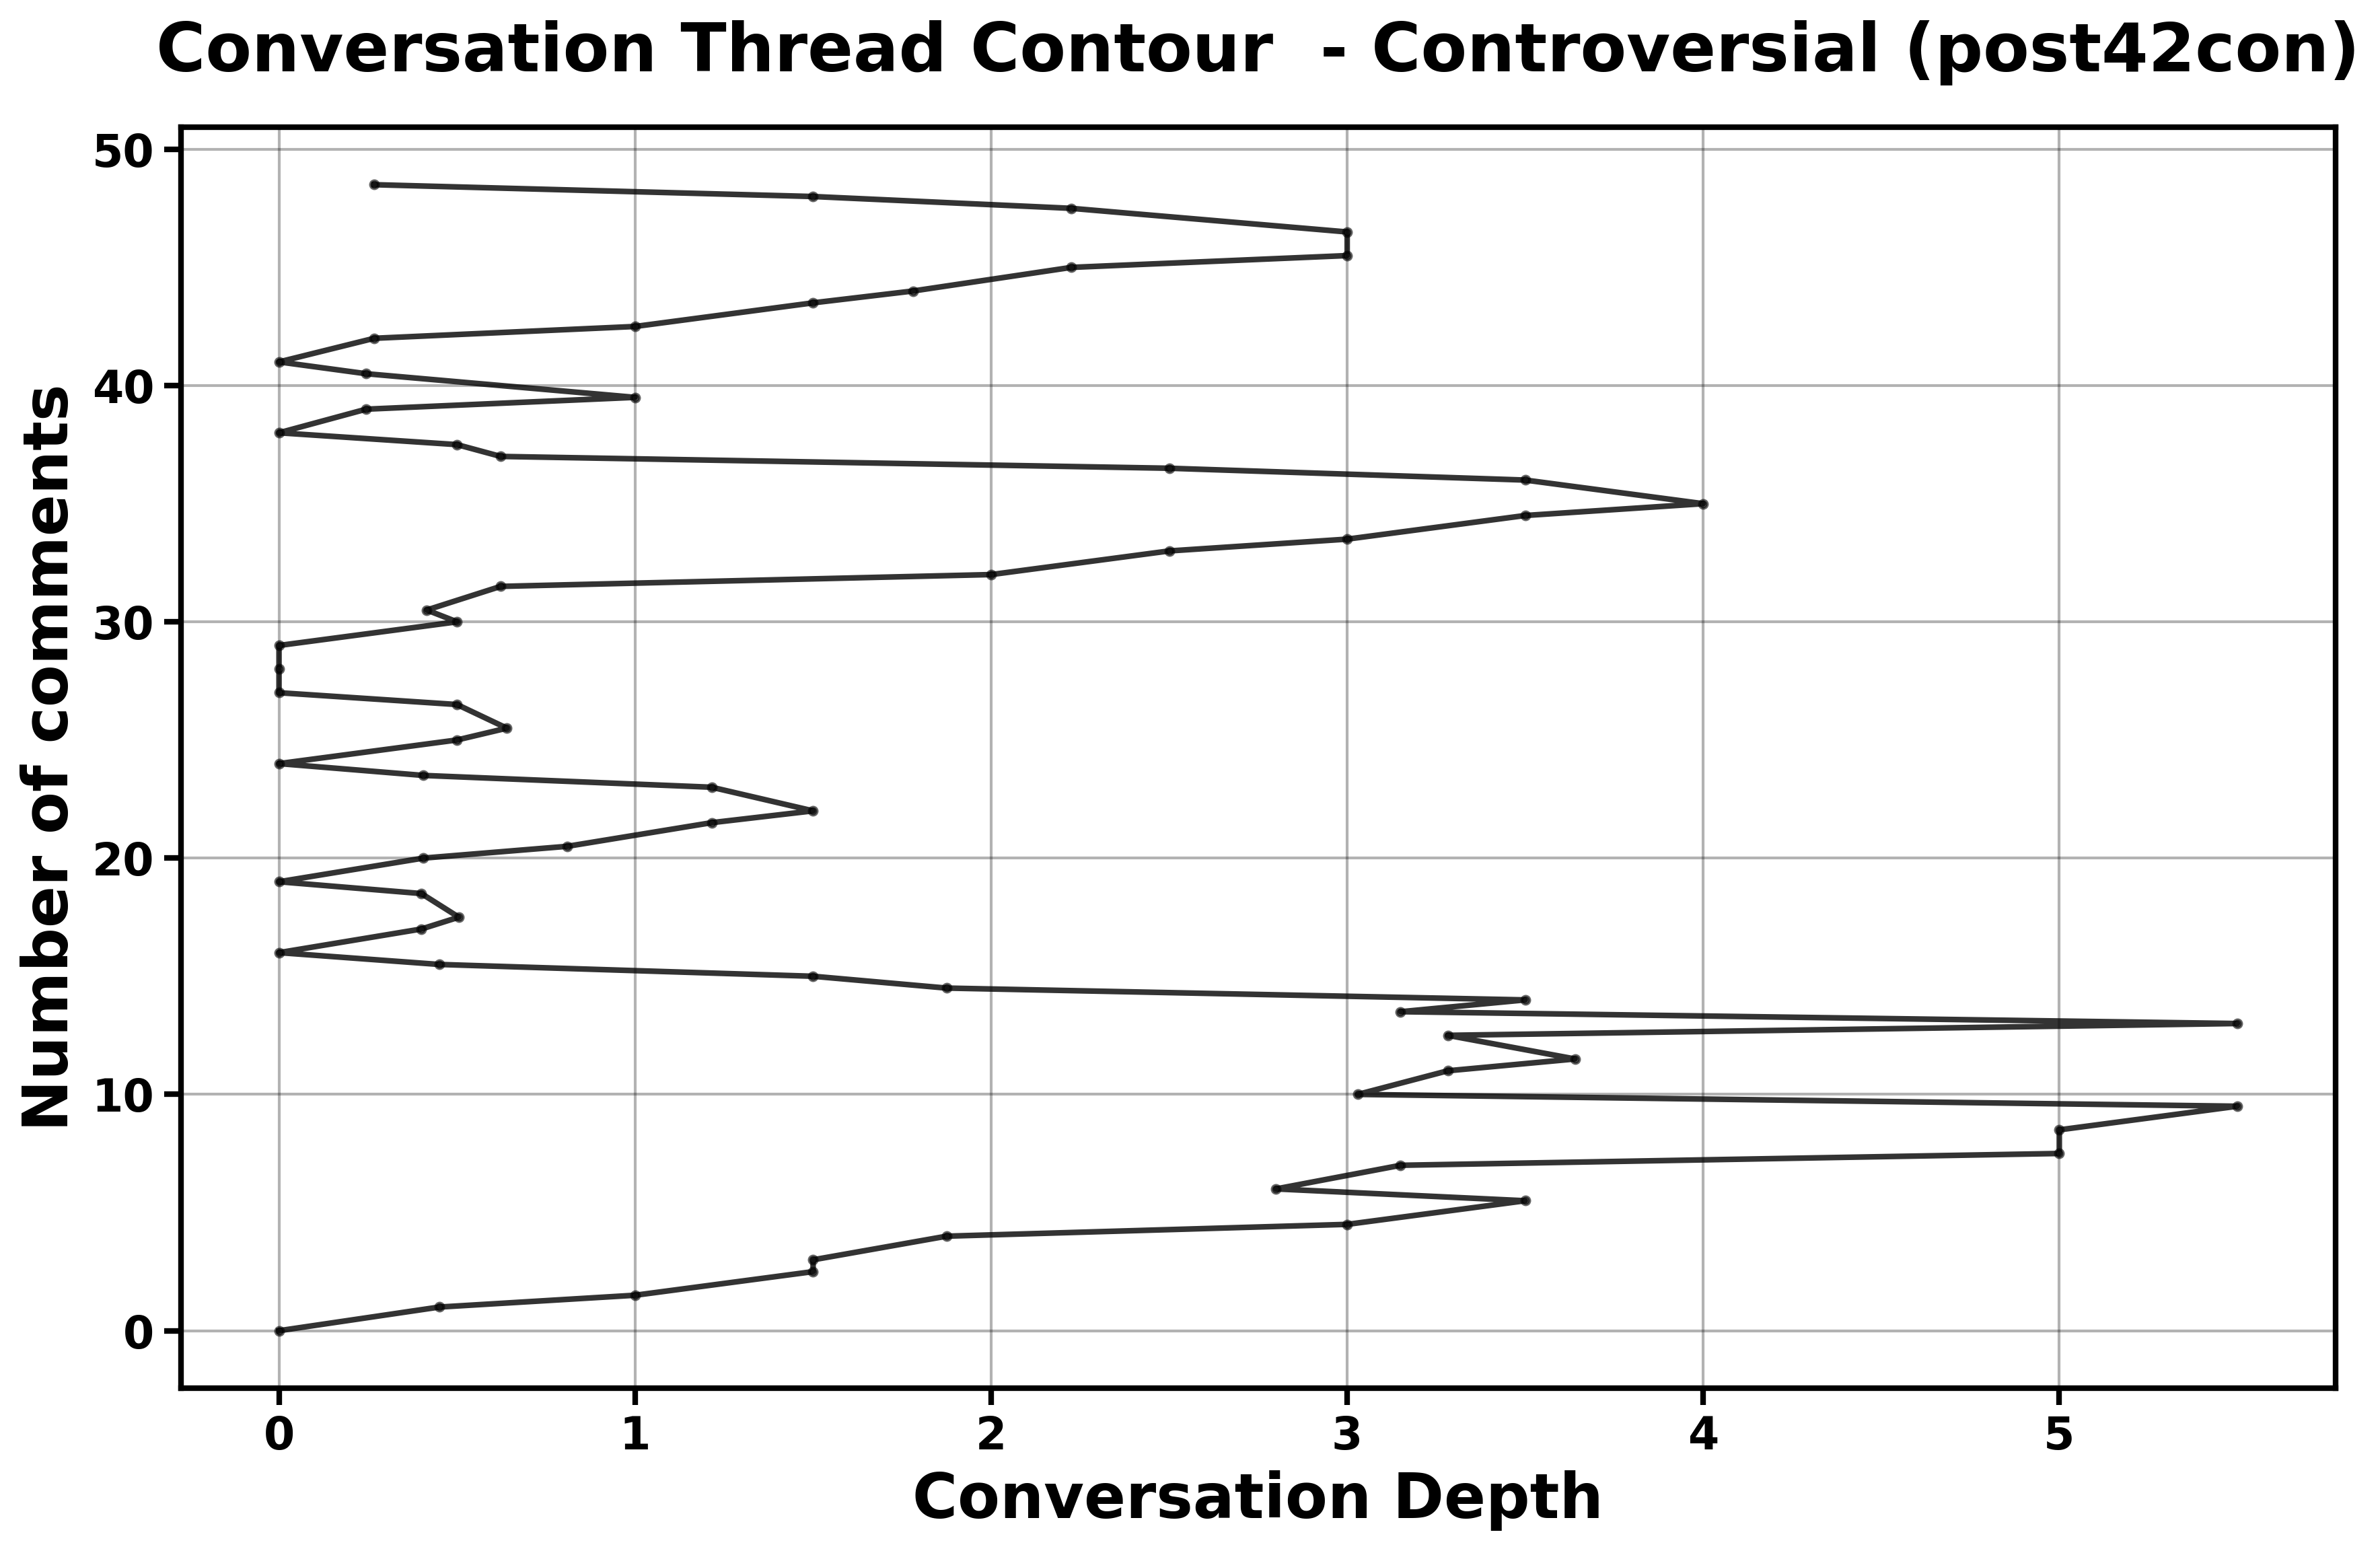 Conversation Thread Contour  - Controversial (post42con)
50
40
30
20
10
0
Number of comments
0 1 2 3 4 5
Conversation Depth